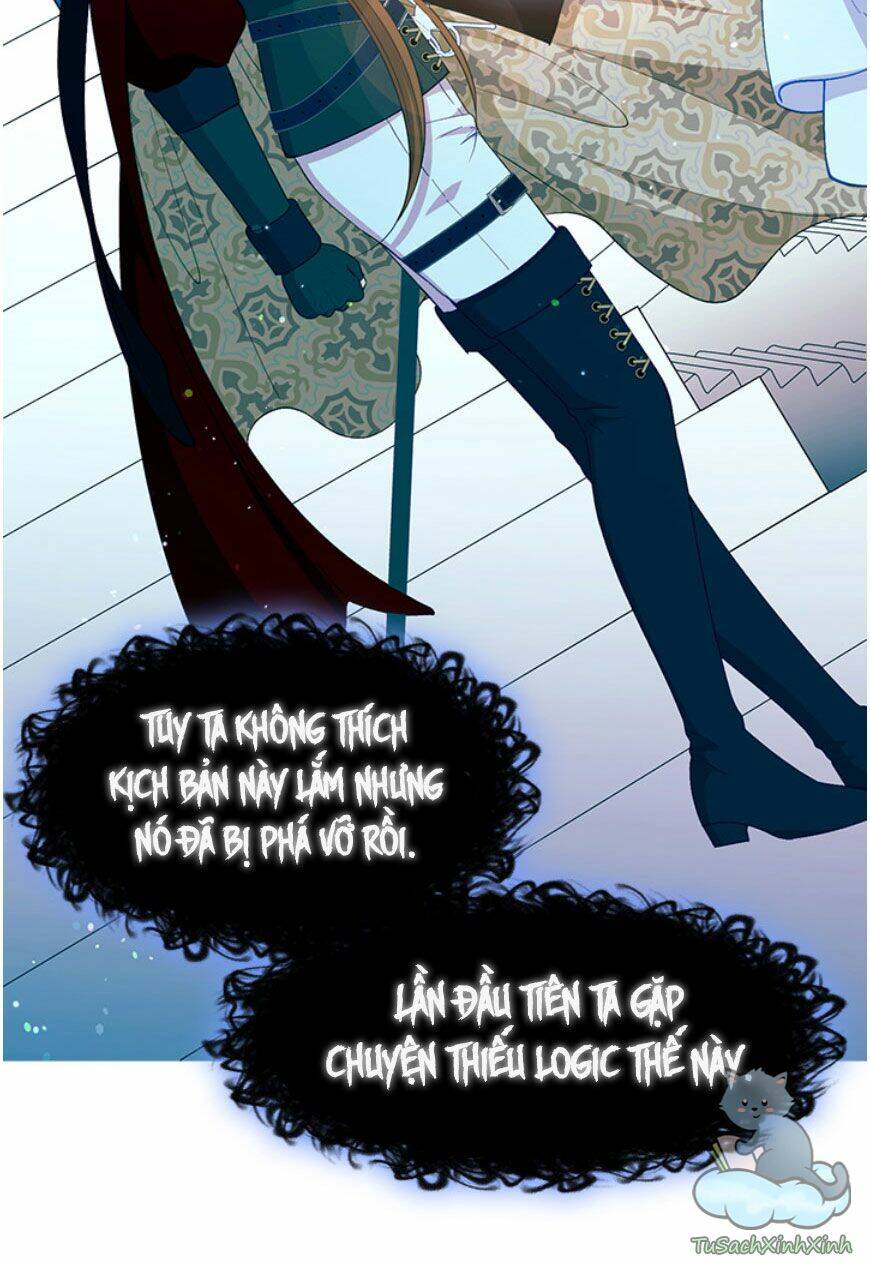 TUY TA KHÔNG THÍCH
KỊCH BẢN NÀY LẮM NHƯNG
NÓ ĐÃ BỊ PHÁ VỠ RỒI.
LẦN ĐẦU TIÊN TA GẶP
CHUYỆN THIẾU LOGIC THẾ NÀY
TuSachXinhXinh